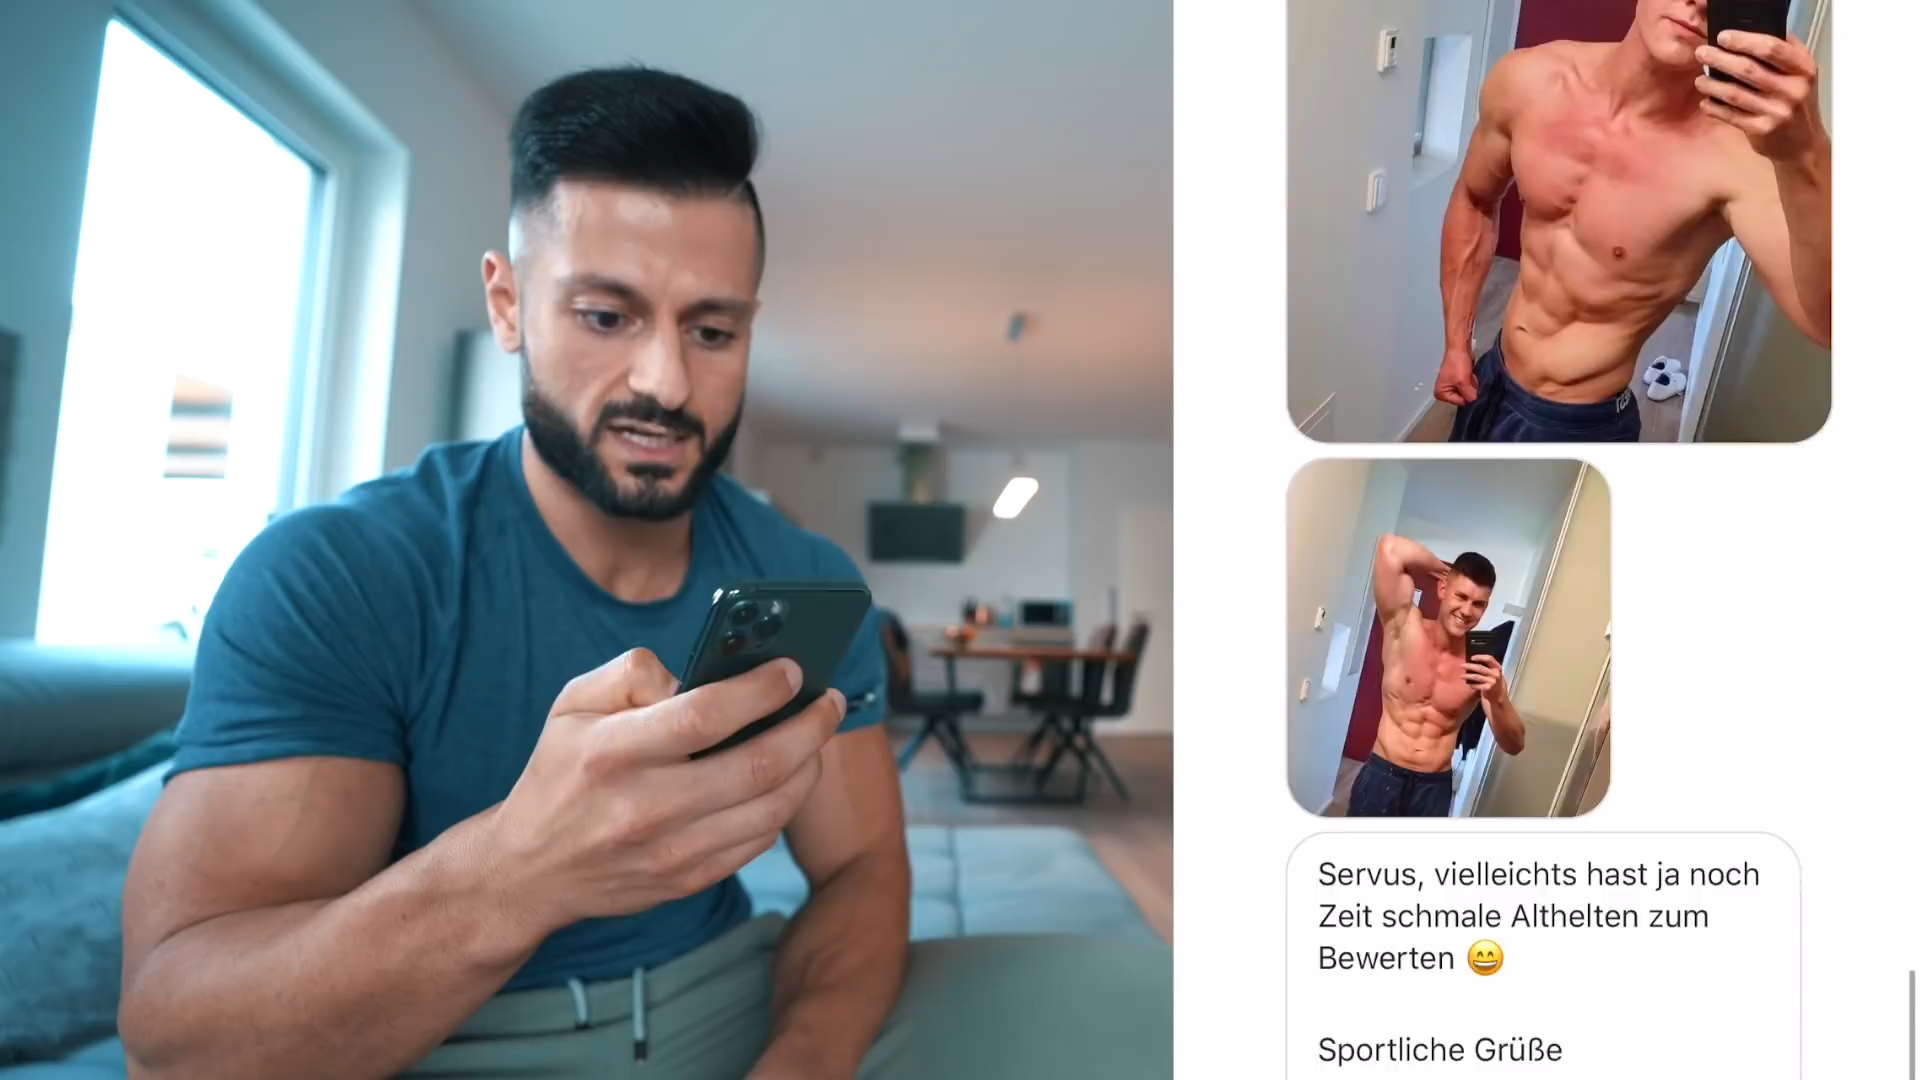 Servus, vielleichts hast ja noch
Zeit schmale Althelten zum
Bewerten 😄
Sportliche Grüße